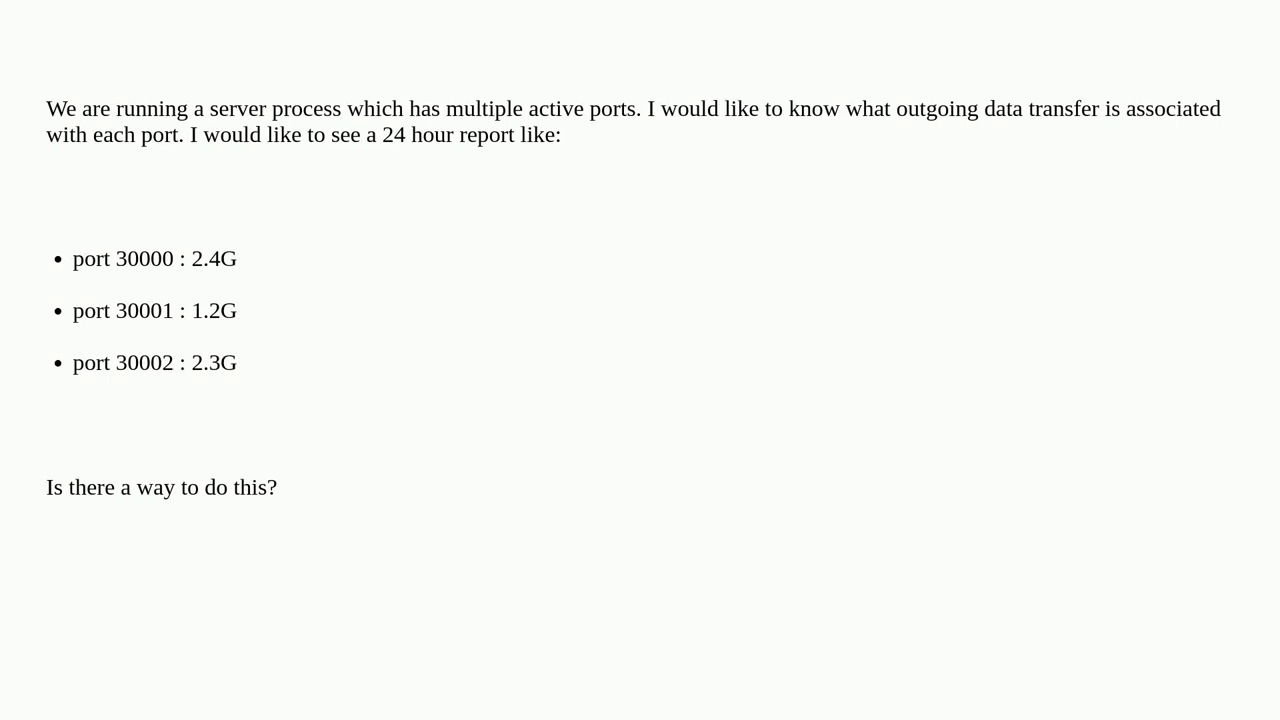 We are running a server process which has multiple active ports. I would like to know what outgoing data transfer is associated
with each port. I would like to see a 24 hour report like:
• port 30000 : 2.4G
• port 30001 : 1.2G
• port 30002 : 2.3G
Is there a way to do this?